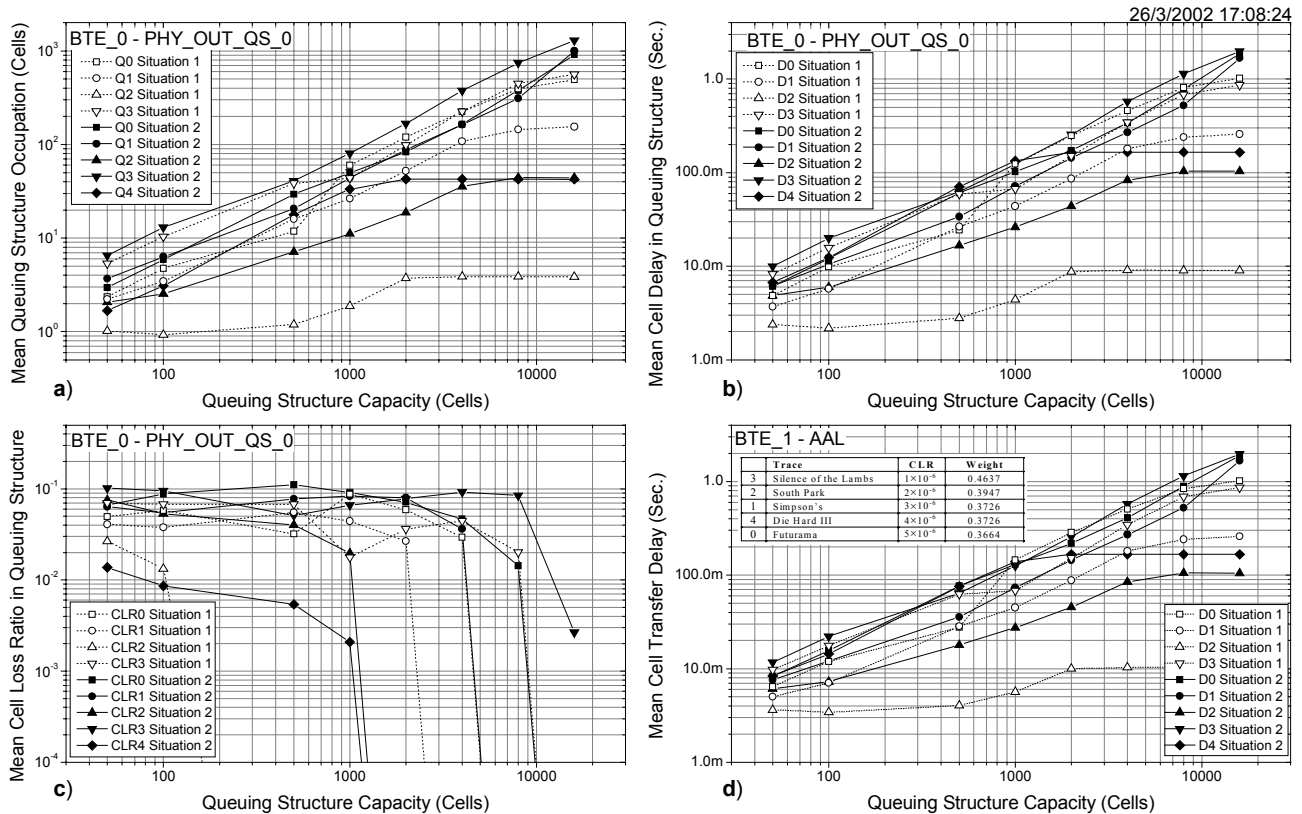 26/3/2002 17:08:24
BTE_0 - PHY_OUT_QS_0
Q0 Situation 1
Q1 Situation 1
Q2 Situation 1
Q3 Situation 1
Q0 Situation 2
Q1 Situation 2
Q2 Situation 2
Q3 Situation 2
Q4 Situation 2
Mean Queuing Structure Occupation (Cells)
10³
10²
10¹
10⁰
100 1000 10000
a)
Queuing Structure Capacity (Cells)
BTE_0 - PHY_OUT_QS_0
D0 Situation 1
D1 Situation 1
D2 Situation 1
D3 Situation 1
D0 Situation 2
D1 Situation 2
D2 Situation 2
D3 Situation 2
D4 Situation 2
Mean Cell Delay in Queuing Structure (Sec.)
1.0
100.0m
10.0m
1.0m
100 1000 10000
b)
Queuing Structure Capacity (Cells)
BTE_0 - PHY_OUT_QS_0
Mean Cell Loss Ratio in Queuing Structure
10⁻¹
10⁻²
10⁻³
10⁻⁴
CLR0 Situation 1
CLR1 Situation 1
CLR2 Situation 1
CLR3 Situation 1
CLR0 Situation 2
CLR1 Situation 2
CLR2 Situation 2
CLR3 Situation 2
CLR4 Situation 2
100 1000 10000
c)
Queuing Structure Capacity (Cells)
BTE_1 - AAL
Trace CLR Weight
3 Silence of the Lambs 1×10⁻⁶ 0.4637
2 South Park 2×10⁻⁶ 0.3947
1 Simpson's 3×10⁻⁶ 0.3726
4 Die Hard III 4×10⁻⁶ 0.3726
0 Futurama 5×10⁻⁶ 0.3664
Mean Cell Transfer Delay (Sec.)
1.0
100.0m
10.0m
1.0m
D0 Situation 1
D1 Situation 1
D2 Situation 1
D3 Situation 1
D0 Situation 2
D1 Situation 2
D2 Situation 2
D3 Situation 2
D4 Situation 2
100 1000 10000
d)
Queuing Structure Capacity (Cells)